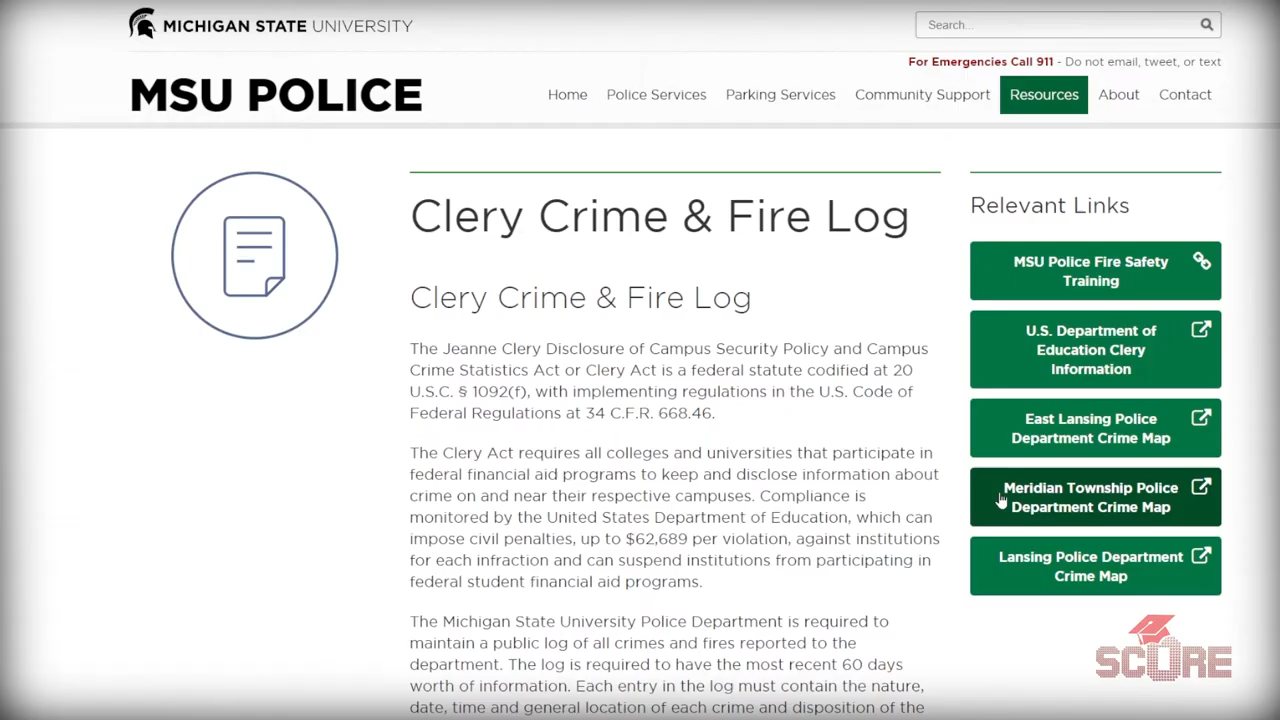 MICHIGAN STATE UNIVERSITY
Search...
For Emergencies Call 911 - Do not email, tweet, or text
MSU POLICE
Home Police Services Parking Services Community Support Resources About Contact
Clery Crime & Fire Log
Clery Crime & Fire Log
The Jeanne Clery Disclosure of Campus Security Policy and Campus
Crime Statistics Act or Clery Act is a federal statute codified at 20
U.S.C. § 1092(f), with implementing regulations in the U.S. Code of
Federal Regulations at 34 C.F.R. 668.46.
The Clery Act requires all colleges and universities that participate in
federal financial aid programs to keep and disclose information about
crime on and near their respective campuses. Compliance is
monitored by the United States Department of Education, which can
impose civil penalties, up to $62,689 per violation, against institutions
for each infraction and can suspend institutions from participating in
federal student financial aid programs.
The Michigan State University Police Department is required to
maintain a public log of all crimes and fires reported to the
department. The log is required to have the most recent 60 days
worth of information. Each entry in the log must contain the nature,
date, time and general location of each crime and disposition of the
Relevant Links
MSU Police Fire Safety
Training
U.S. Department of
Education Clery
Information
East Lansing Police
Department Crime Map
Meridian Township Police
Department Crime Map
Lansing Police Department
Crime Map
SCORE